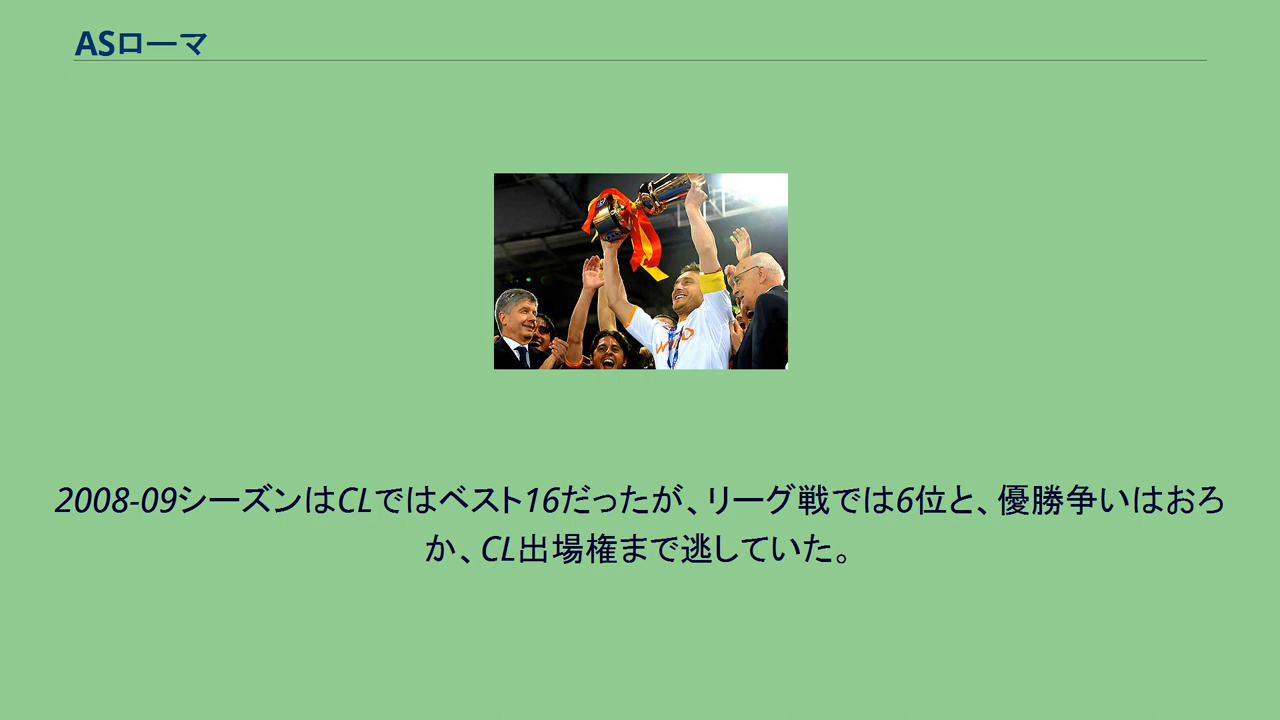 ASローマ
2008-09シーズンはCLではベスト16だったが、リーグ戦では6位と、優勝争いはおろ
か、CL出場権まで逃していた。